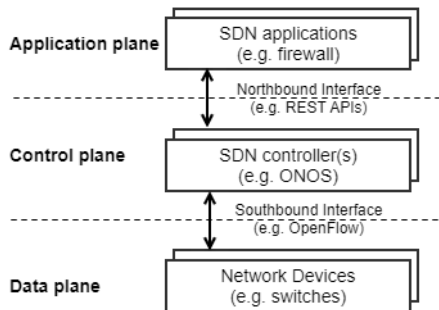 SDN applications
Application plane
(e.g. firewall)
Northbound Interface
(e.g. REST APIs)
SDN controller(s)
Control plane
(e.g. ONOS)
Southbound Interface
(e.g. OpenFlow)
Network Devices
Data plane
(e.g. switches)